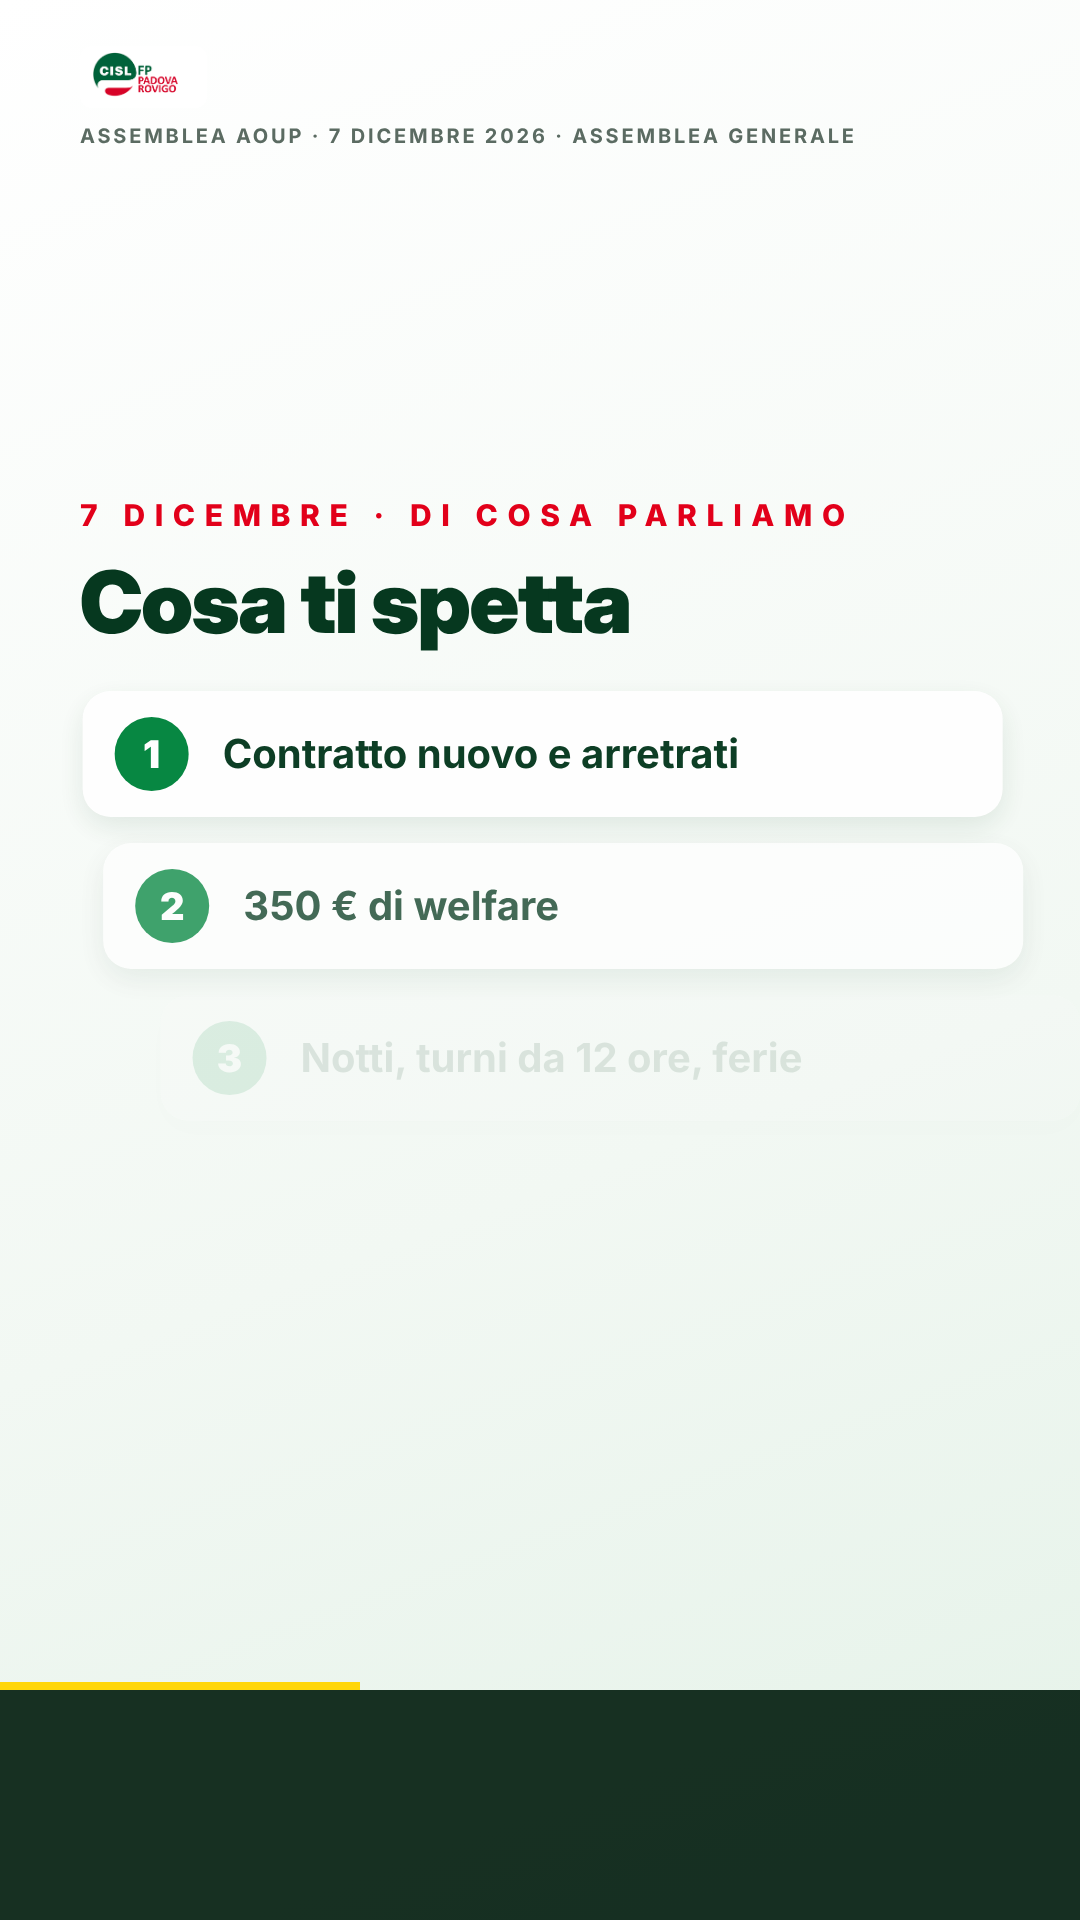 CISL FP
PADOVA
ROVIGO
ASSEMBLEA AOUP · 7 DICEMBRE 2026 · ASSEMBLEA GENERALE
7 DICEMBRE · DI COSA PARLIAMO
Cosa ti spetta
1 Contratto nuovo e arretrati
2 350 € di welfare
3 Notti, turni da 12 ore, ferie